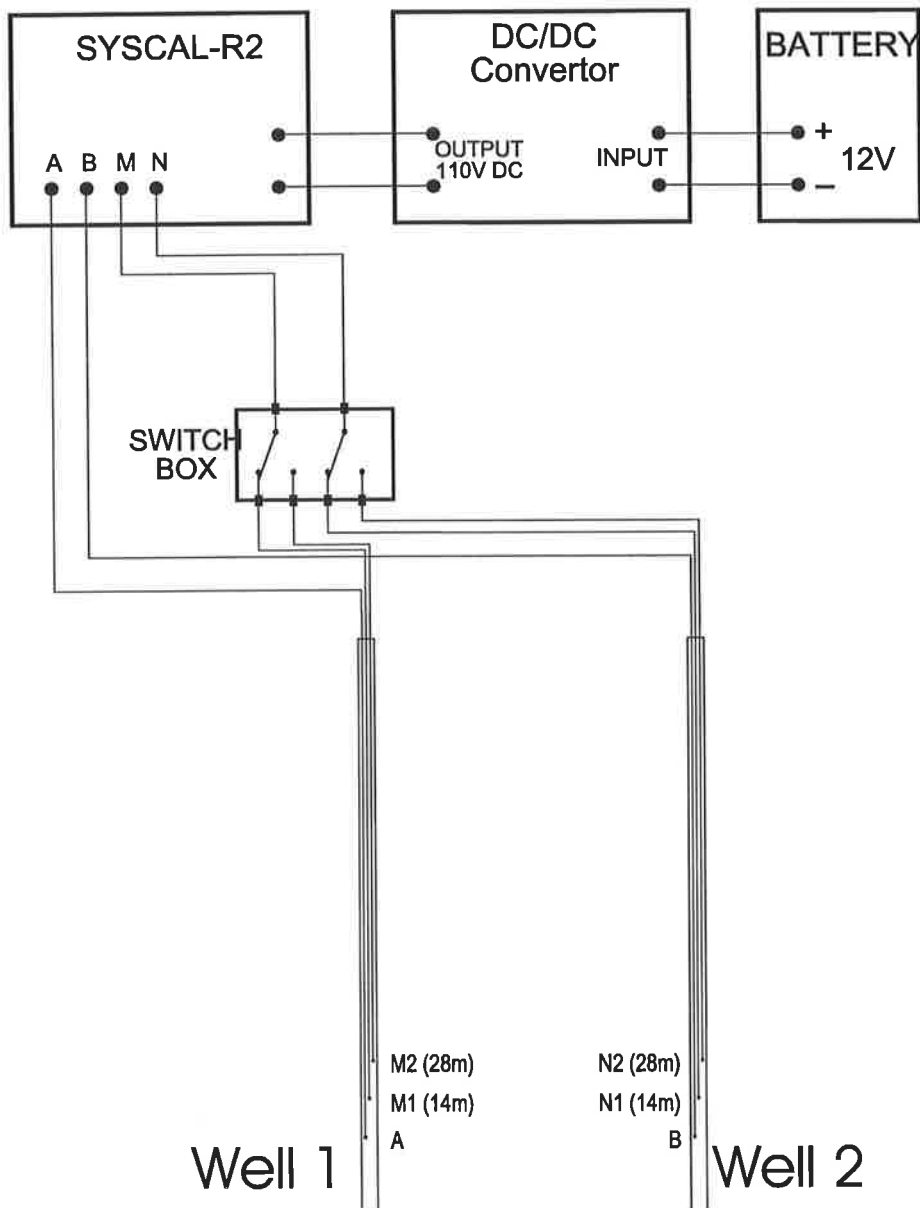 SYSCAL-R2
A B M N
DC/DC
Convertor
OUTPUT
110V DC
INPUT
BATTERY
+
12V
–
SWITCH
BOX
M2 (28m)
M1 (14m)
A
N2 (28m)
N1 (14m)
B
Well 1
Well 2